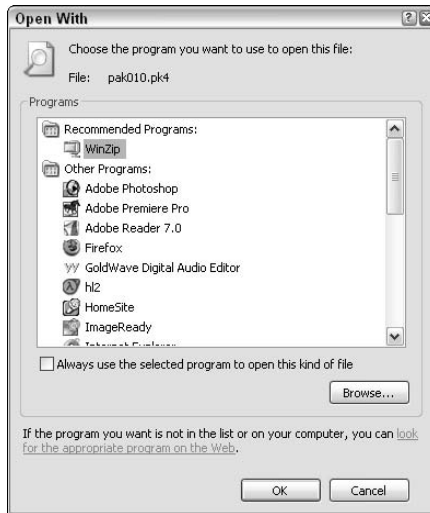 Open With
Choose the program you want to use to open this file:
File: pak010.pk4
Programs
Recommended Programs:
WinZip
Other Programs:
Adobe Photoshop
Adobe Premiere Pro
Adobe Reader 7.0
Firefox
GoldWave Digital Audio Editor
hl2
HomeSite
ImageReady
Internet Explorer
Always use the selected program to open this kind of file
Browse...
If the program you want is not in the list or on your computer, you can look
for the appropriate program on the Web.
OK Cancel